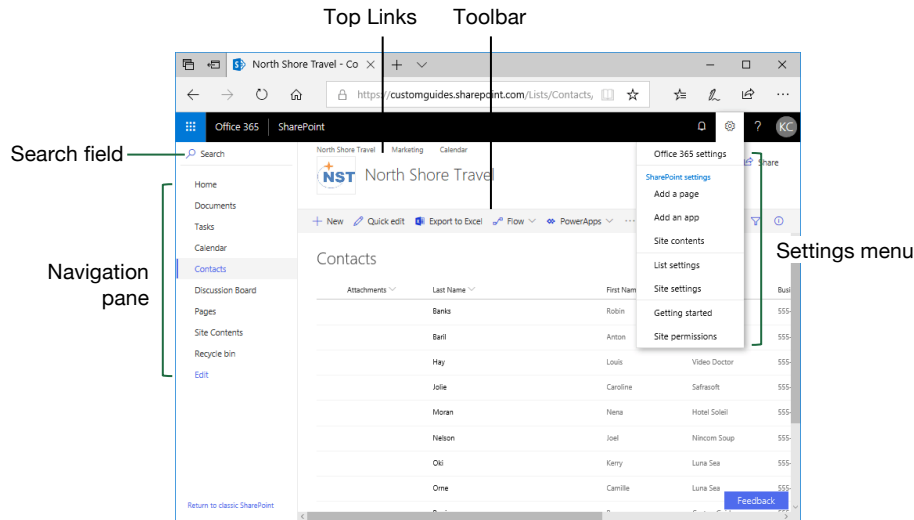 Top Links Toolbar
North Shore Travel - Co
https://customguides.sharepoint.com/Lists/Contacts,
Office 365 SharePoint ? KC
Search field
Search
North Shore Travel Marketing Calendar
Office 365 settings
Share
NST North Shore Travel
SharePoint settings
Home
Add a page
Documents
New Quick edit Export to Excel Flow PowerApps ...
Add an app
Tasks
Site contents
Calendar
Settings menu
Contacts
List settings
Navigation pane
Contacts
Site settings
Discussion Board
Attachments Last Name First Nam Busi
Pages
Getting started
Banks Robin 555-
Site Contents
Site permissions
Baril Anton 555-
Recycle bin
Hay Louis Video Doctor 555-
Edit
Jolie Caroline Safrasoft 555-
Moran Nena Hotel Soleil 555-
Nelson Joel Nincom Soup 555-
Oki Kerry Luna Sea 555-
Orne Camille Luna Sea 555-
Feedback
Return to classic SharePoint